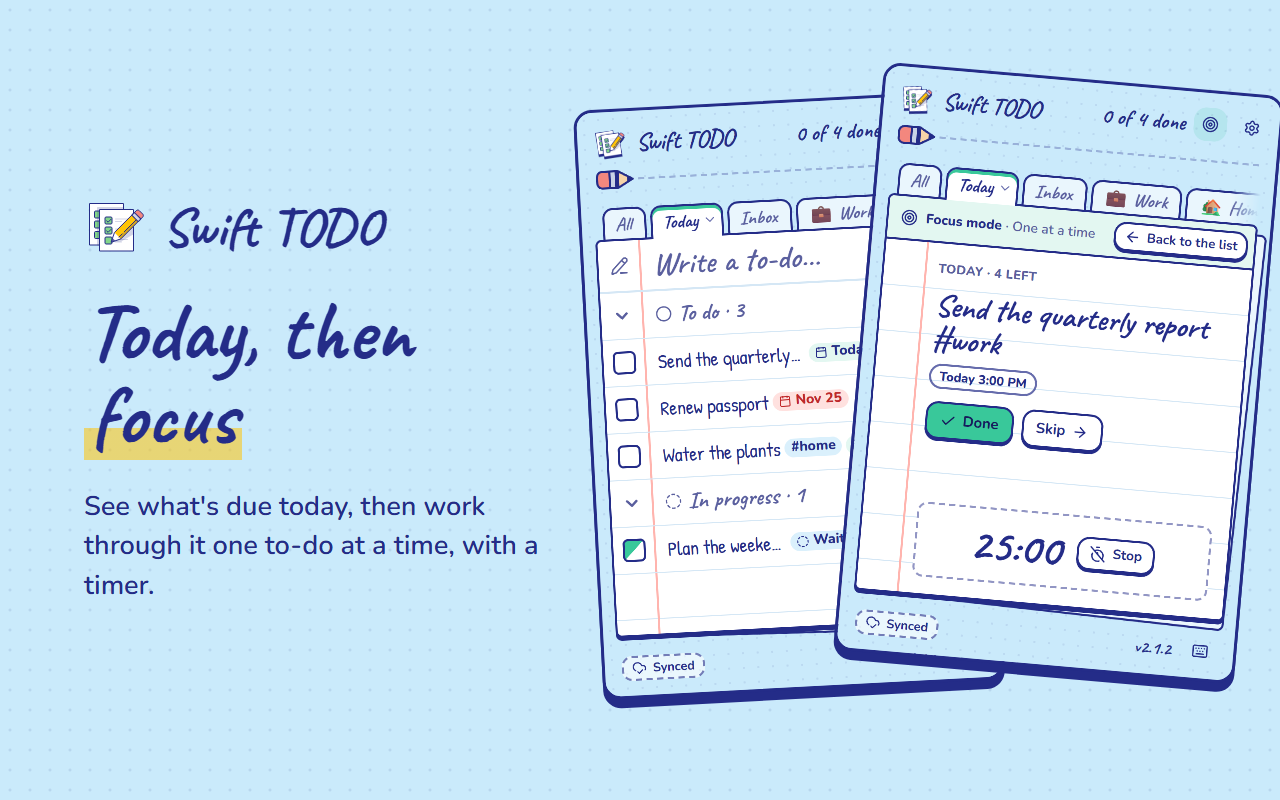 Swift TODO
Today, then
focus
See what's due today, then work
through it one to-do at a time, with a
timer.
Swift TODO
0 of 4 done
All
Today
Inbox
Work
Write a to-do...
To do · 3
Send the quarterly...
Renew passport
Nov 25
Water the plants
#home
In progress · 1
Plan the weeke...
Synced
Swift TODO
0 of 4 done
All
Today
Inbox
Work
Focus mode · One at a time
Back to the list
TODAY · 4 LEFT
Send the quarterly report
#work
Today 3:00 PM
Done
Skip
25:00
Stop
Synced
v2.1.2